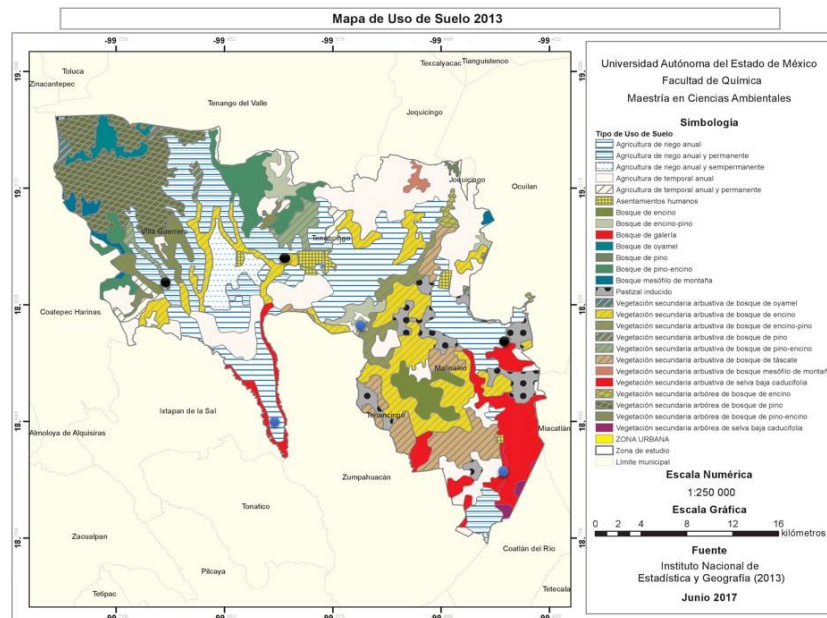 Mapa de Uso de Suelo 2013
Toluca
Zinacantepec
Tenango del Valle
Texcalyacac
Tianguistenco
Joquicingo
Joquicingo
Ocuilan
Villa Guerrero
Tenancingo
Coatepec Harinas
Malinalco
Ixtapan de la Sal
Tenancingo
Miacatlán
Almoloya de Alquisiras
Zumpahuacán
Tonatico
Zacualpan
Coatlán del Río
Pilcaya
Tetipac
Tetecala
Universidad Autónoma del Estado de México
Facultad de Química
Maestría en Ciencias Ambientales
Simbología
Tipo de Uso de Suelo
Agricultura de riego anual
Agricultura de riego anual y permanente
Agricultura de riego anual y semipermanente
Agricultura de temporal anual
Agricultura de temporal anual y permanente
Asentamientos humanos
Bosque de encino
Bosque de encino-pino
Bosque de galería
Bosque de oyamel
Bosque de pino
Bosque de pino-encino
Bosque mesófilo de montaña
Pastizal inducido
Vegetación secundaria arbustiva de bosque de oyamel
Vegetación secundaria arbustiva de bosque de encino
Vegetación secundaria arbustiva de bosque de encino-pino
Vegetación secundaria arbustiva de bosque de pino
Vegetación secundaria arbustiva de bosque de pino-encino
Vegetación secundaria arbustiva de bosque de táscate
Vegetación secundaria arbustiva de bosque mesófilo de montañ
Vegetación secundaria arbustiva de selva baja caducifolia
Vegetación secundaria arbórea de bosque de encino
Vegetación secundaria arbórea de bosque de pino
Vegetación secundaria arbórea de bosque de pino-encino
Vegetación secundaria arbórea de selva baja caducifolia
ZONA URBANA
Zona de estudio
Límite municipal
Escala Numérica
1:250 000
Escala Gráfica
0 2 4 8 12 16
kilómetros
Fuente
Instituto Nacional de
Estadística y Geografía (2013)
Junio 2017